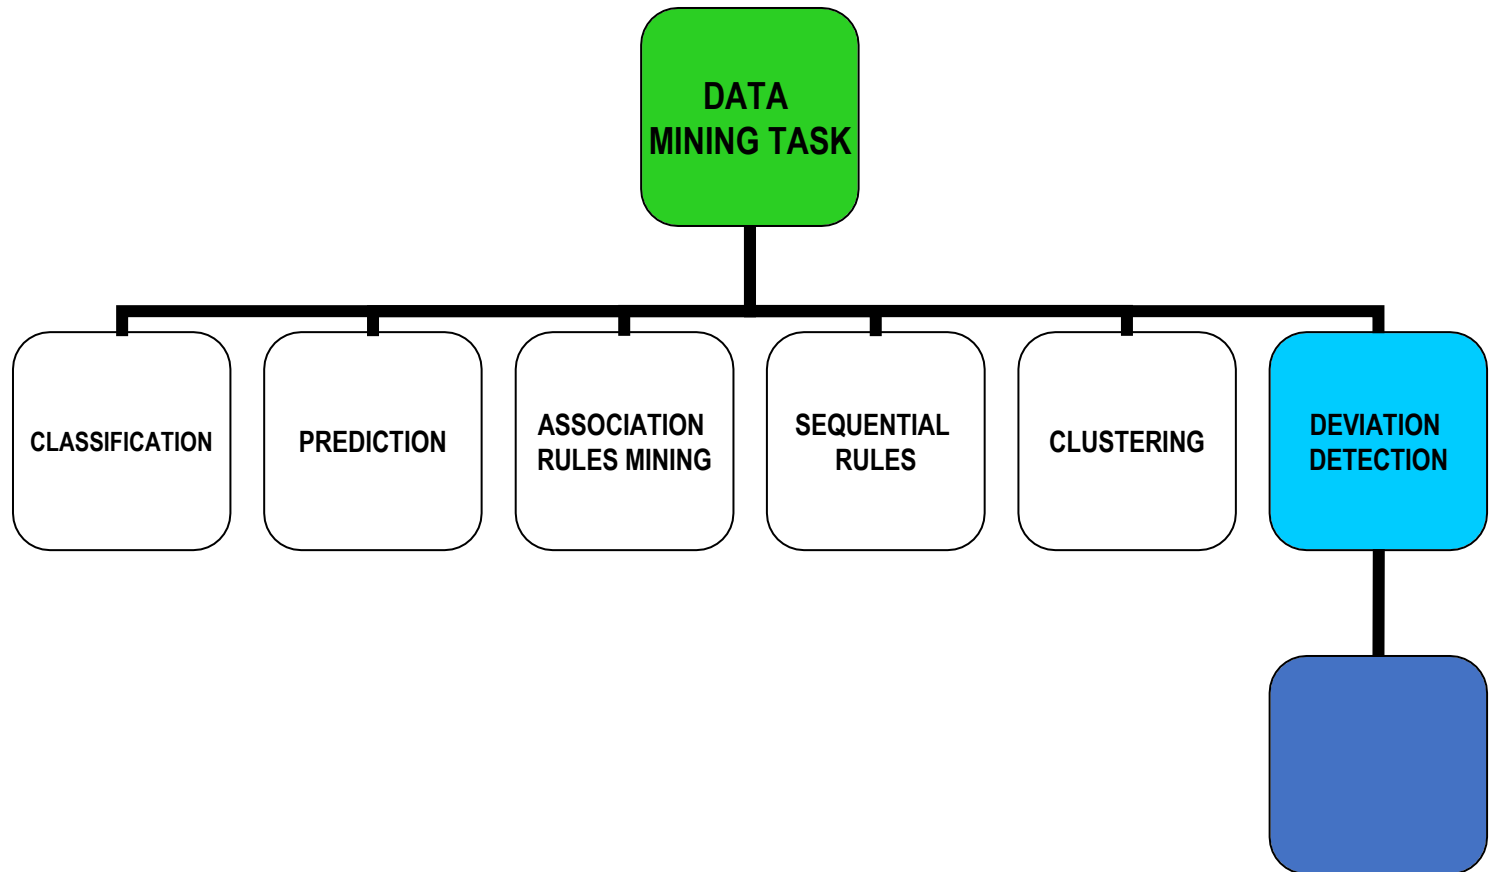 DATA
MINING TASK
CLASSIFICATION
PREDICTION
ASSOCIATION
RULES MINING
SEQUENTIAL
RULES
CLUSTERING
DEVIATION
DETECTION